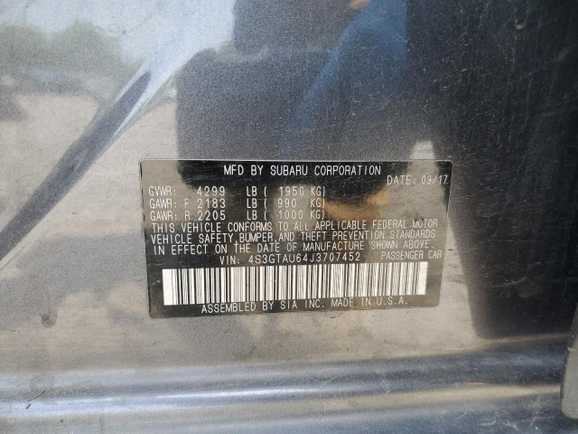 MFD BY SUBARU CORPORATION
GVWR: 4299 LB ( 1950 KG) DATE: 09/17
GAWR: F 2183 LB ( 990 KG)
GAWR: R 2205 LB ( 1000 KG)
THIS VEHICLE CONFORMS TO ALL APPLICABLE FEDERAL MOTOR
VEHICLE SAFETY, BUMPER, AND THEFT PREVENTION STANDARDS
IN EFFECT ON THE DATE OF MANUFACTURE SHOWN ABOVE.
VIN: 4S3GTAU64J3707452 PASSENGER CAR
ASSEMBLED BY SIA INC. MADE IN U.S.A.